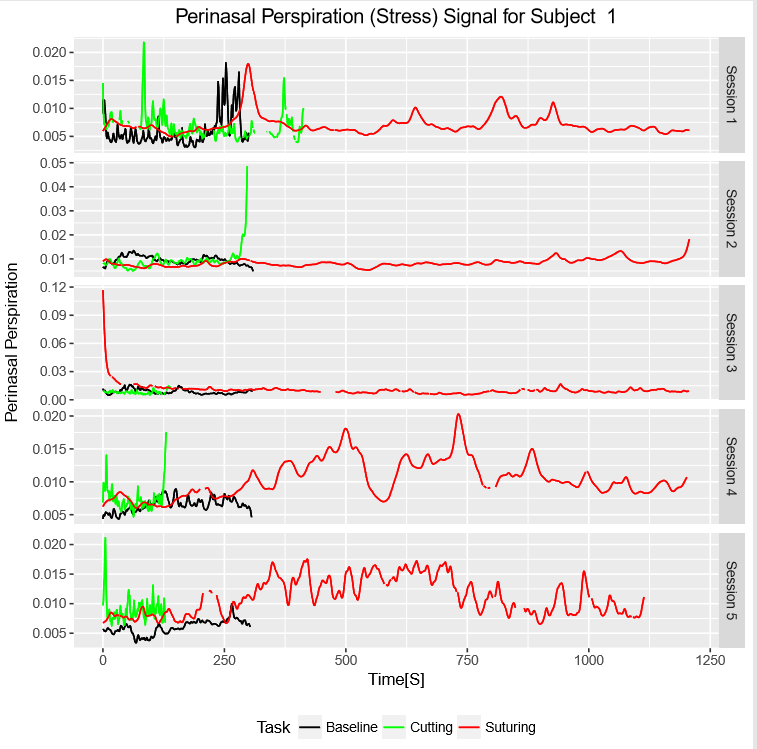 Perinasal Perspiration (Stress) Signal for Subject 1
Perinasal Perspiration
0.020
0.015
0.010
0.005
Session 1
0.05
0.04
0.03
0.02
0.01
Session 2
0.12
0.09
0.06
0.03
0.00
Session 3
0.020
0.015
0.010
0.005
Session 4
0.020
0.015
0.010
0.005
Session 5
0 250 500 750 1000 1250
Time[S]
Task Baseline Cutting Suturing